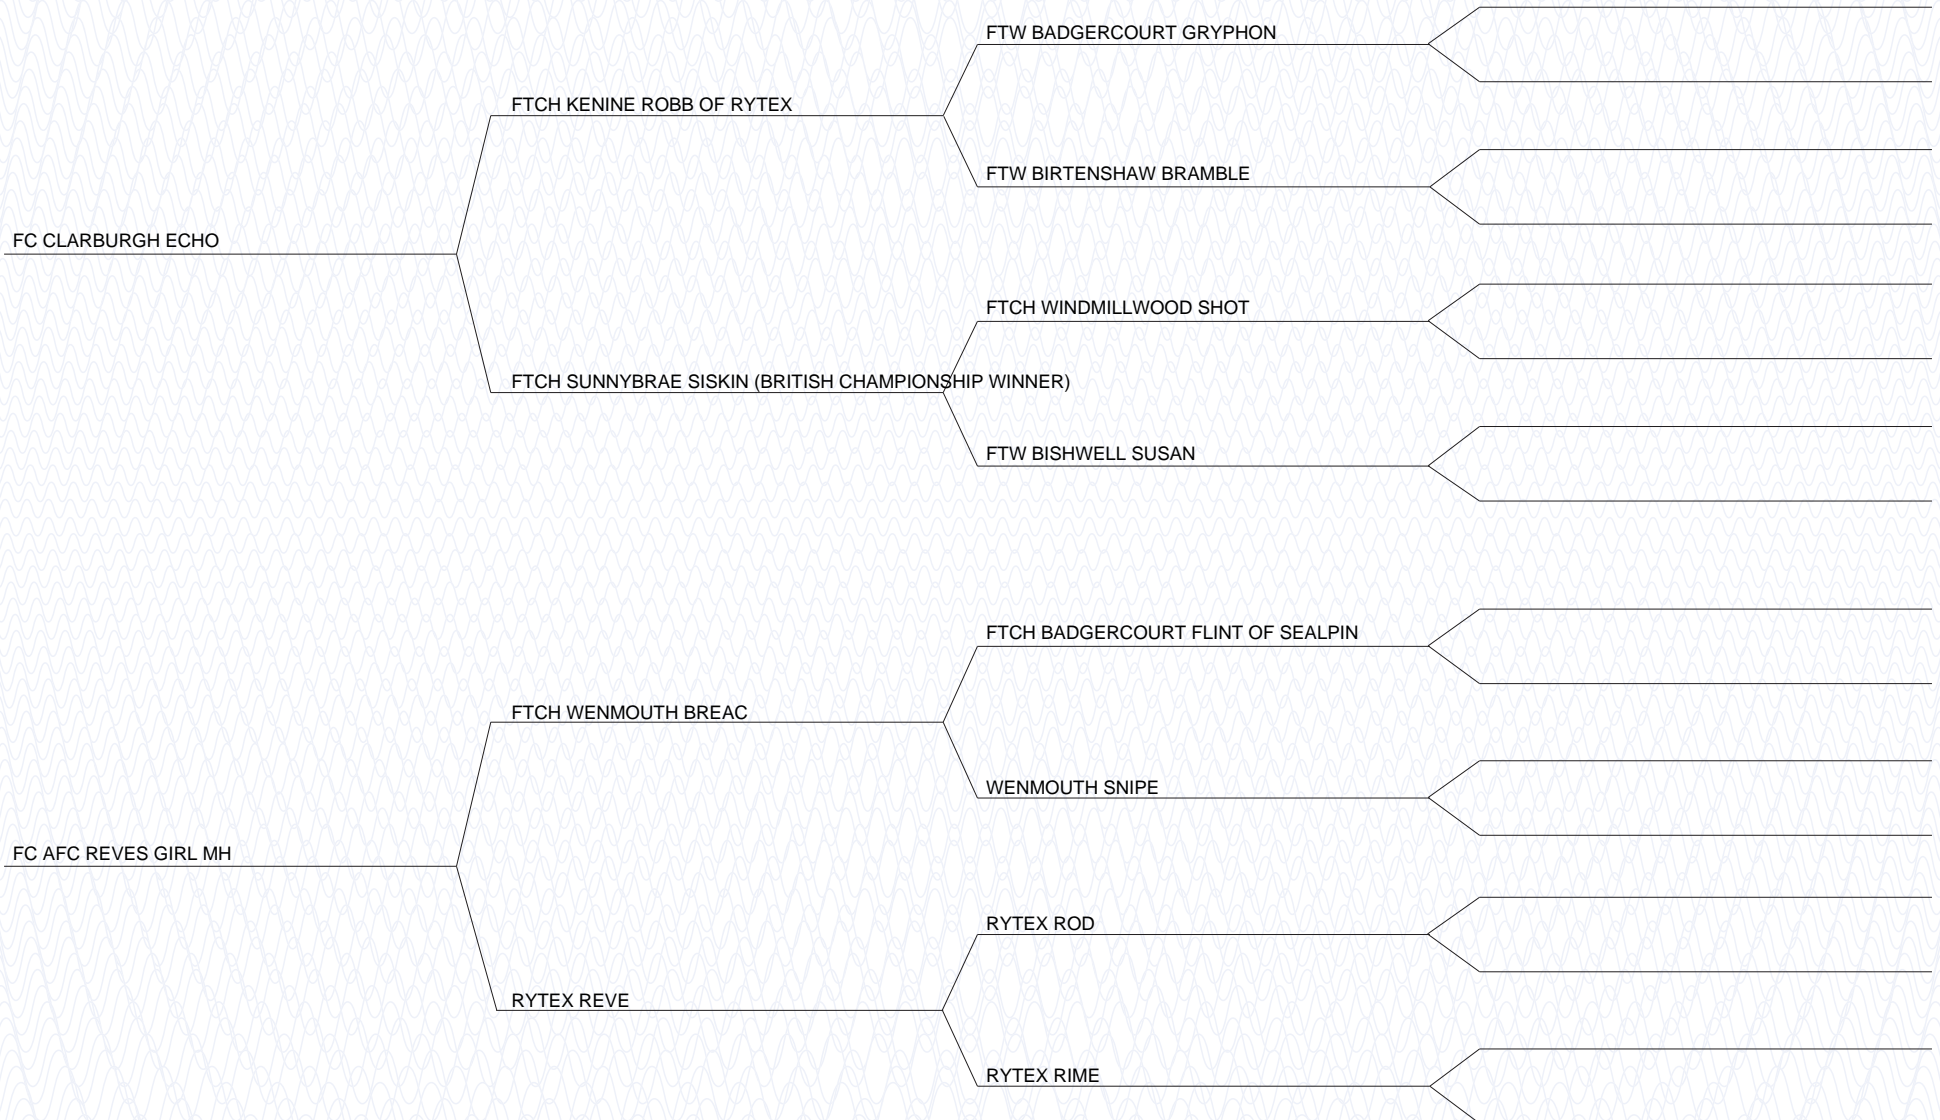 FTW BADGERCOURT GRYPHON
FTCH KENINE ROBB OF RYTEX
FTW BIRTENSHAW BRAMBLE
FC CLARBURGH ECHO
FTCH WINDMILLWOOD SHOT
FTCH SUNNYBRAE SISKIN (BRITISH CHAMPIONSHIP WINNER)
FTW BISHWELL SUSAN
FTCH BADGERCOURT FLINT OF SEALPIN
FTCH WENMOUTH BREAC
WENMOUTH SNIPE
FC AFC REVES GIRL MH
RYTEX ROD
RYTEX REVE
RYTEX RIME